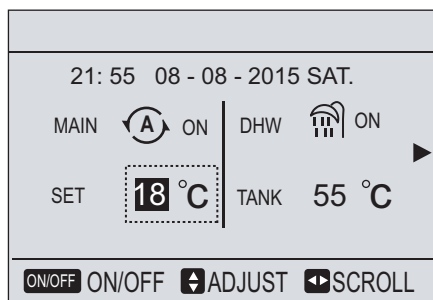 21: 55 08 - 08 - 2015 SAT.
MAIN A ON DHW ON
SET 18 °C TANK 55 °C
ON/OFF ON/OFF ADJUST SCROLL